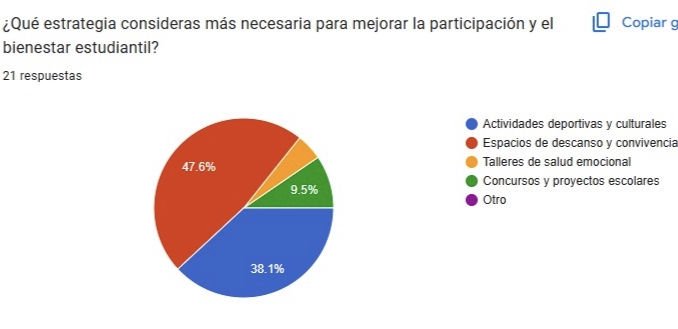 ¿Qué estrategia consideras más necesaria para mejorar la participación y el
bienestar estudiantil?
Copiar g
21 respuestas
47.6%
9.5%
38.1%
Actividades deportivas y culturales
Espacios de descanso y convivencia
Talleres de salud emocional
Concursos y proyectos escolares
Otro